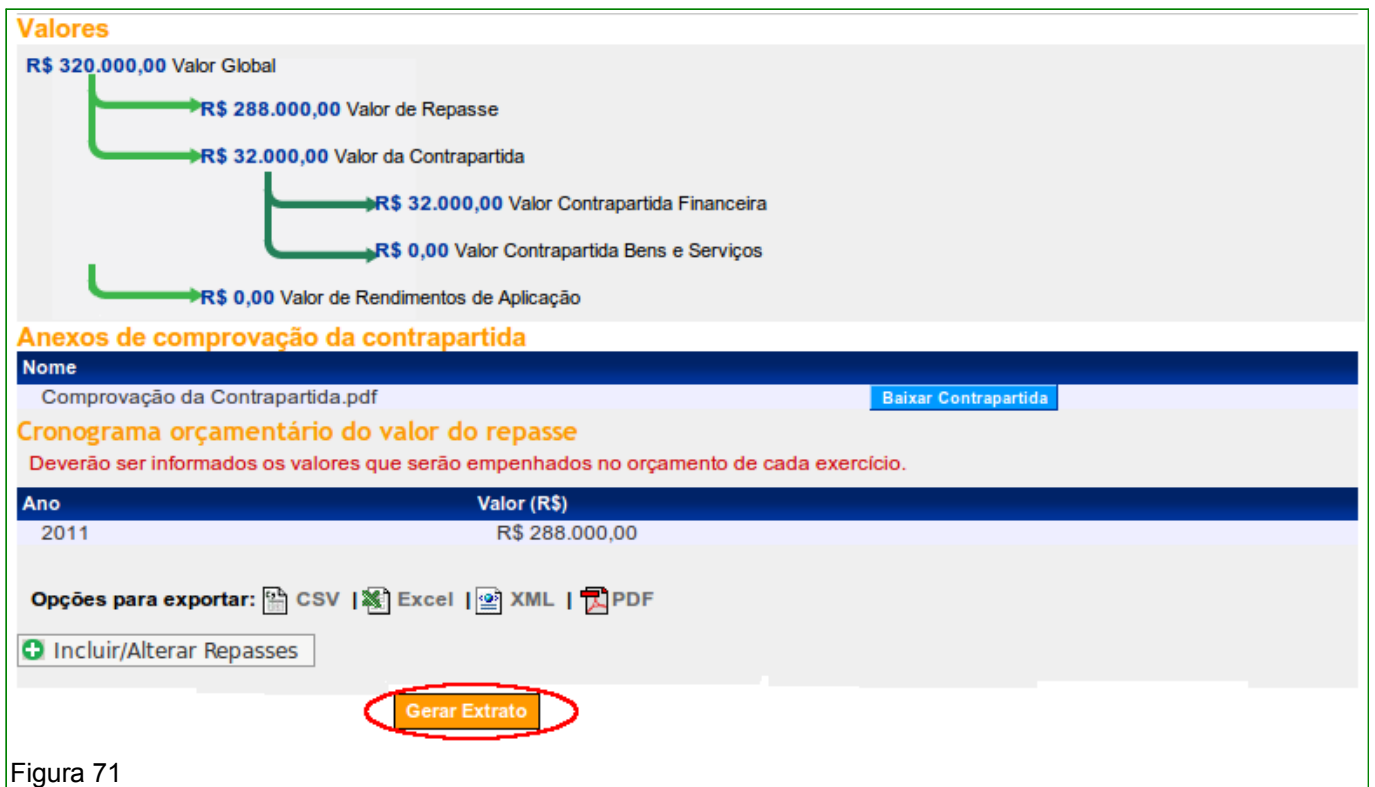 Valores
R$ 320.000,00 Valor Global
R$ 288.000,00 Valor de Repasse
R$ 32.000,00 Valor da Contrapartida
R$ 32.000,00 Valor Contrapartida Financeira
R$ 0,00 Valor Contrapartida Bens e Serviços
R$ 0,00 Valor de Rendimentos de Aplicação
Anexos de comprovação da contrapartida
Nome
Comprovação da Contrapartida.pdf Baixar Contrapartida
Cronograma orçamentário do valor do repasse
Deverão ser informados os valores que serão empenhados no orçamento de cada exercício.
Ano Valor (R$)
2011 R$ 288.000,00
Opções para exportar: CSV | Excel | XML | PDF
Incluir/Alterar Repasses
Gerar Extrato
Figura 71